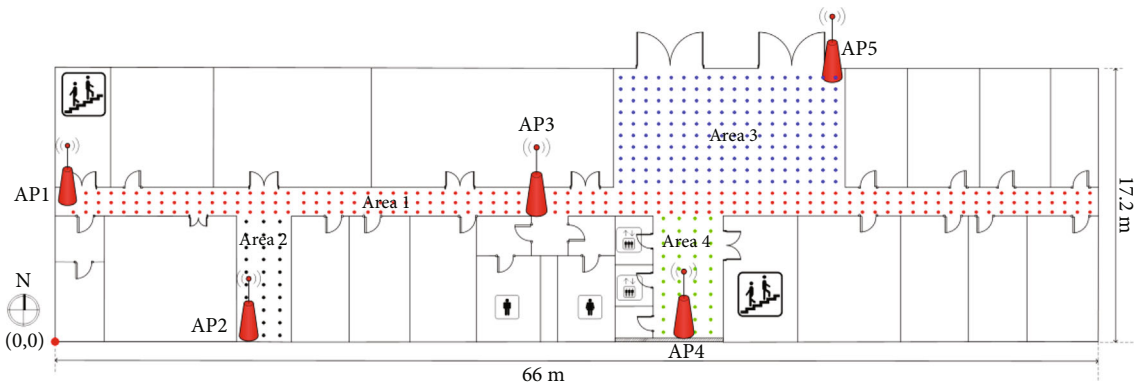 AP5
AP3
Area 3
AP1
Area 1
17.2 m
Area 2
Area 4
N
AP2
(0,0)
AP4
66 m